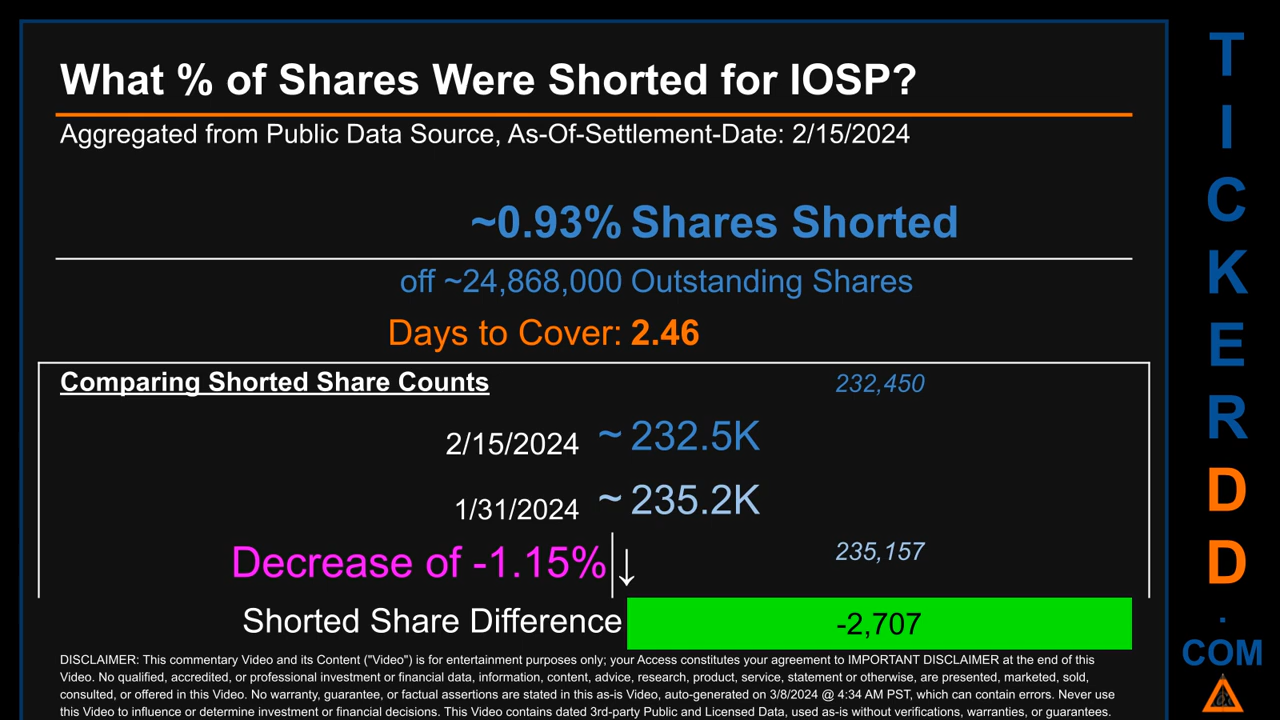 What % of Shares Were Shorted for IOSP?
Aggregated from Public Data Source, As-Of-Settlement-Date: 2/15/2024
~0.93% Shares Shorted
off ~24,868,000 Outstanding Shares
Days to Cover: 2.46
Comparing Shorted Share Counts
232,450
2/15/2024 ~ 232.5K
1/31/2024 ~ 235.2K
235,157
Decrease of -1.15% ↓
Shorted Share Difference -2,707
DISCLAIMER: This commentary Video and its Content ("Video") is for entertainment purposes only; your Access constitutes your agreement to IMPORTANT DISCLAIMER at the end of this
Video. No qualified, accredited, or professional investment or financial data, information, content, advice, research, product, service, statement or otherwise, are presented, marketed, sold,
consulted, or offered in this Video. No warranty, guarantee, or factual assertions are stated in this as-is Video, auto-generated on 3/8/2024 @ 4:34 AM PST, which can contain errors. Never use
this Video to influence or determine investment or financial decisions. This Video contains dated 3rd-party Public and Licensed Data, used as-is without verifications, warranties, or guarantees.
T
I
C
K
E
R
D
D
.
COM